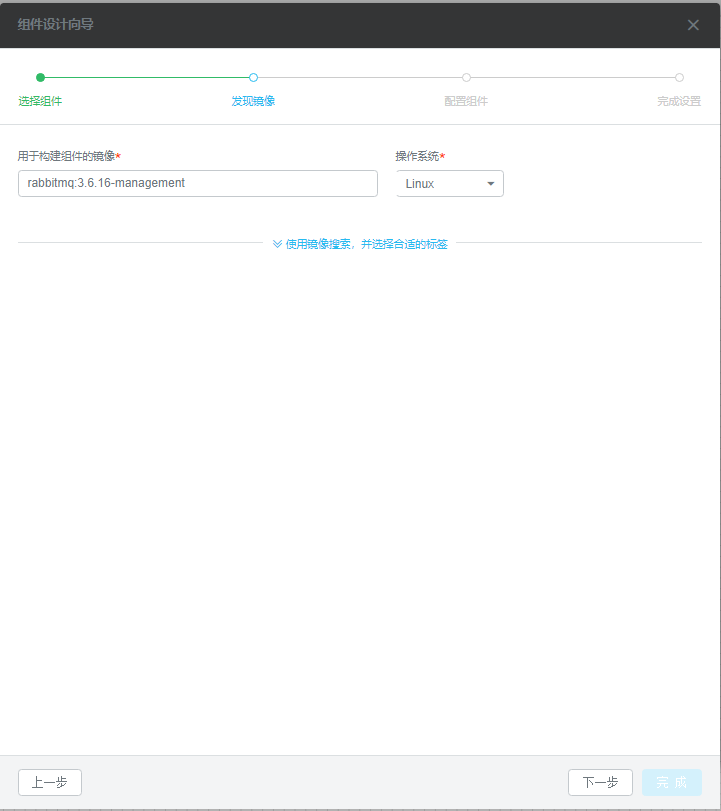 组件设计向导
选择组件 发现镜像 配置组件 完成设置
用于构建组件的镜像* 操作系统*
rabbitmq:3.6.16-management Linux
使用镜像搜索，并选择合适的标签
上一步 下一步 完 成